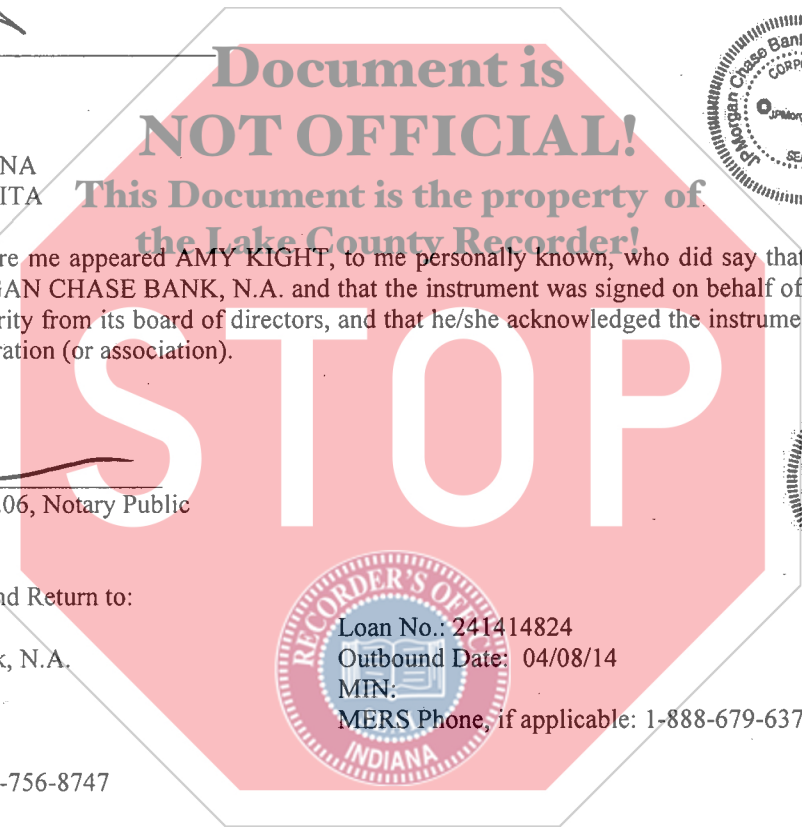 Document is
NOT OFFICIAL!
This Document is the property of
the Lake County Recorder!
JPMorgan Chase Bank
CORP
JPMorg
SEA
NA
ITA
re me appeared AMY KIGHT, to me personally known, who did say that
GAN CHASE BANK, N.A. and that the instrument was signed on behalf of
rity from its board of directors, and that he/she acknowledged the instrume
ration (or association).
STOP
06, Notary Public
nd Return to:
k, N.A.
-756-8747
RECORDER'S OFFIC
INDIANA
Loan No.: 241414824
Outbound Date: 04/08/14
MIN:
MERS Phone, if applicable: 1-888-679-637